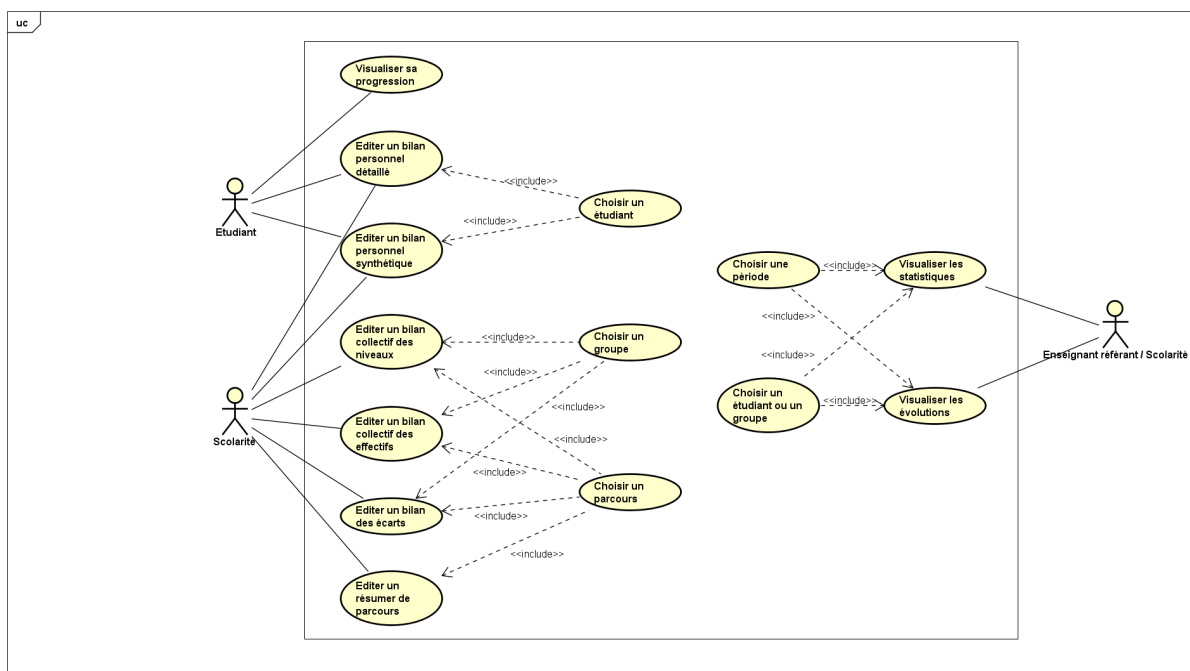 uc
Visualiser sa
progression
Editer un bilan
personnel
détaillé
<<include>>
Choisir un
étudiant
Etudiant
<<include>>
Editer un bilan
personnel
synthétique
Choisir une
période
<<include>>
Visualiser les
statistiques
<<include>>
Editer un bilan
collectif des
niveaux
<<include>>
Choisir un
groupe
Enseignant référant / Scolarité
<<include>>
<<include>>
Choisir un
étudiant ou un
groupe
<<include>>
Visualiser les
évolutions
<<include>>
Scolarité
Editer un bilan
collectif des
effectifs
<<include>>
<<include>>
Choisir un
parcours
Editer un bilan
des écarts
<<include>>
<<include>>
Editer un
résumer de
parcours